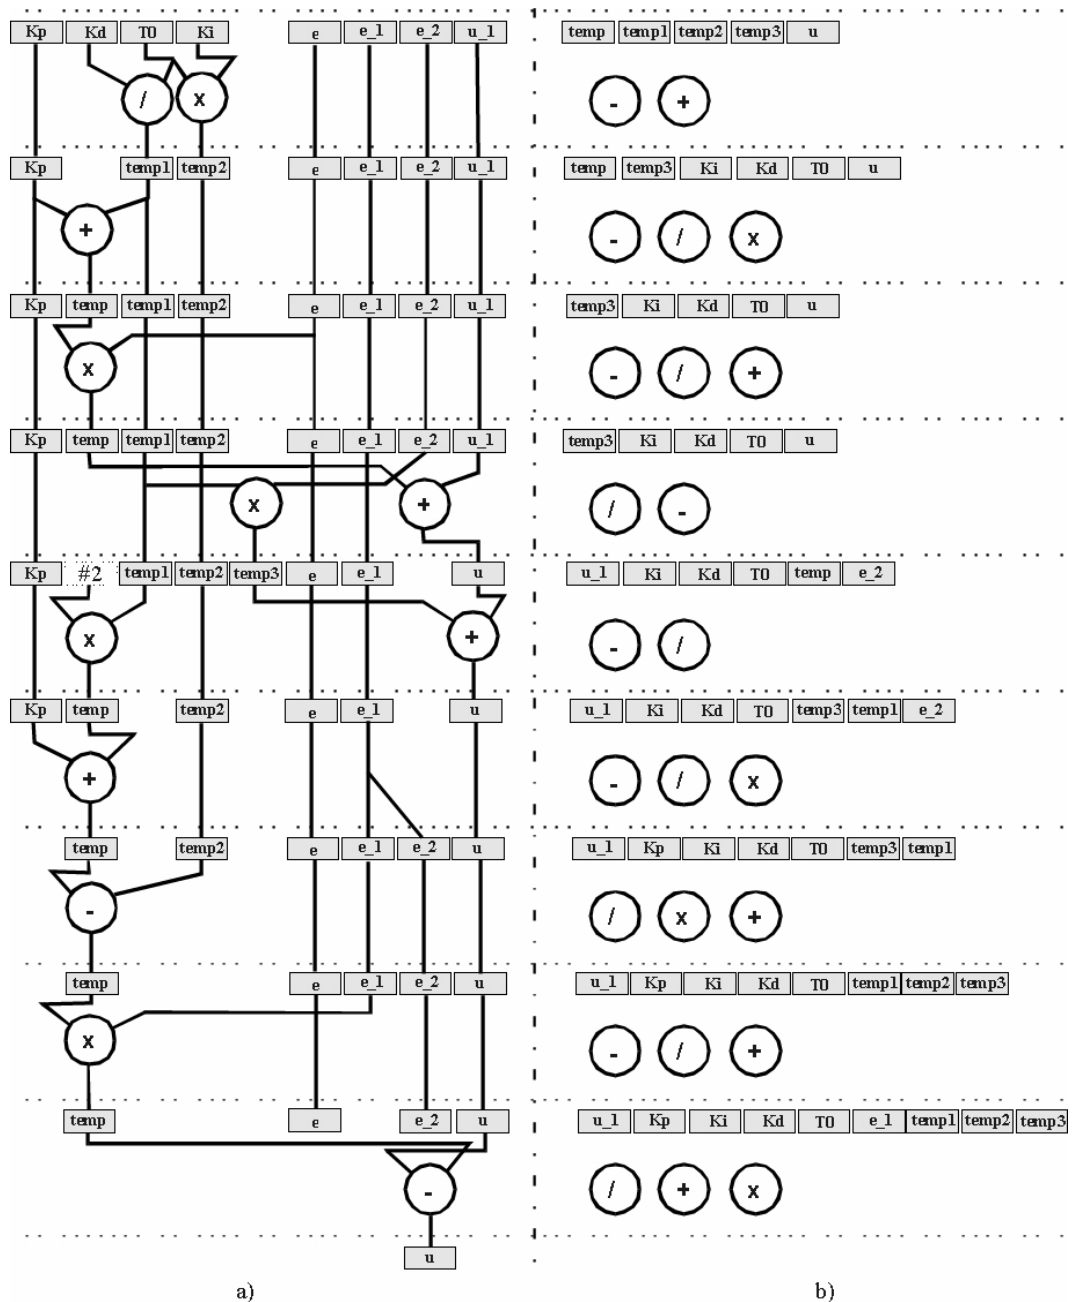 Kp Kd T0 Ki e e_1 e_2 u_1 temp temp1 temp2 temp3 u
/ x - +
Kp temp1 temp2 e e_1 e_2 u_1 temp temp3 Ki Kd T0 u
+ - / x
Kp temp temp1 temp2 e e_1 e_2 u_1 temp3 Ki Kd T0 u
x - / +
Kp temp temp1 temp2 e e_1 e_2 u_1 temp3 Ki Kd T0 u
x + / -
Kp #2 temp1 temp2 temp3 e e_1 u u_1 Ki Kd T0 temp e_2
x + - /
Kp temp temp2 e e_1 u u_1 Ki Kd T0 temp3 temp1 e_2
+ - / x
temp temp2 e e_1 e_2 u u_1 Kp Ki Kd T0 temp3 temp1
- / x +
temp e e_1 e_2 u u_1 Kp Ki Kd T0 temp1 temp2 temp3
x - / +
temp e e_2 u u_1 Kp Ki Kd T0 e_1 temp1 temp2 temp3
- / + x
u
a) b)